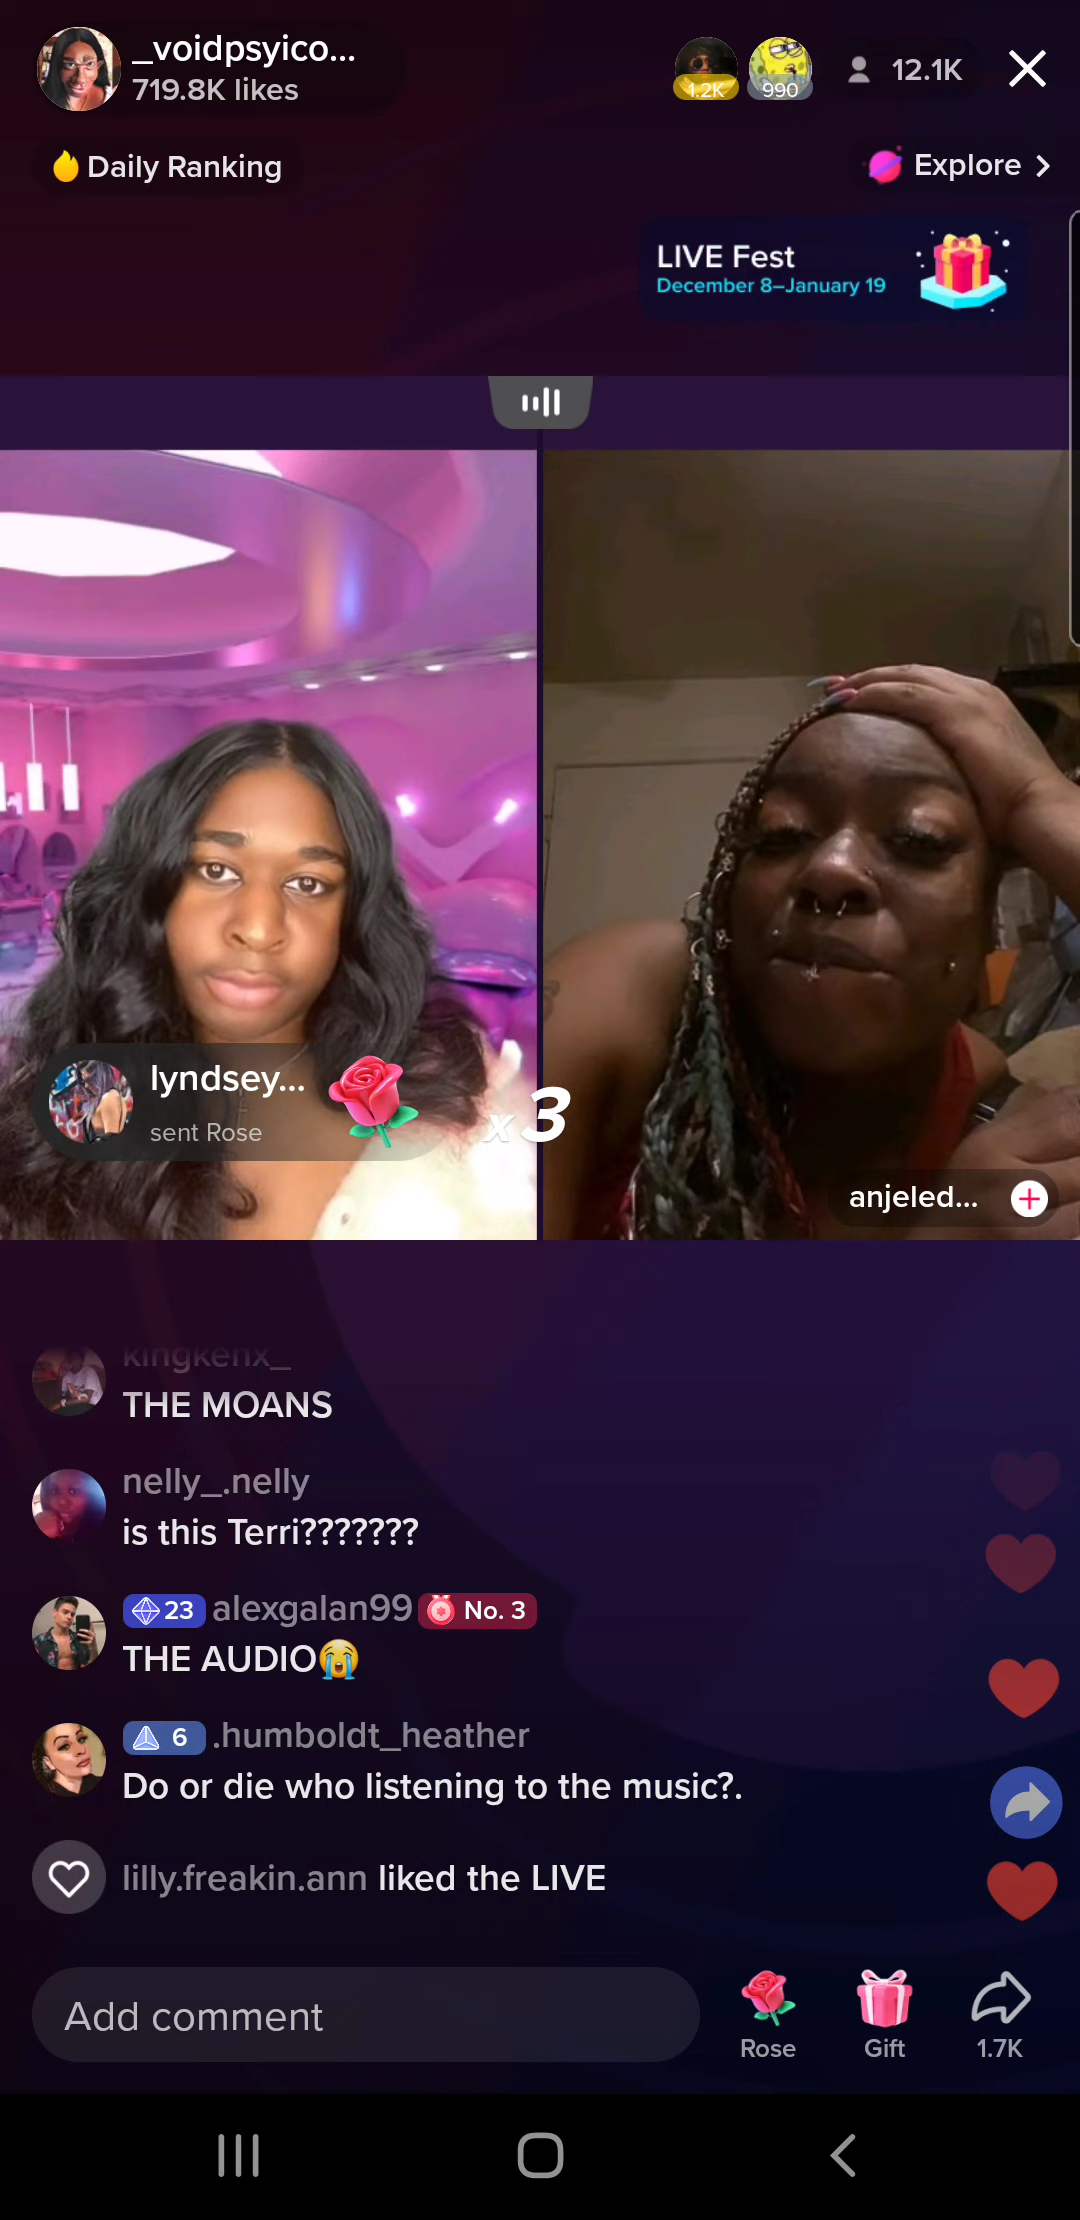 _voidpsyico...
719.8K likes
1.2K
990
12.1K
Daily Ranking
Explore >
LIVE Fest
December 8–January 19
lyndsey...
sent Rose
x 3
anjeled...
kingkenx_
THE MOANS
nelly_.nelly
is this Terri???????
23 alexgalan99 No. 3
THE AUDIO😭
6 .humboldt_heather
Do or die who listening to the music?.
lilly.freakin.ann liked the LIVE
Add comment
Rose
Gift
1.7K